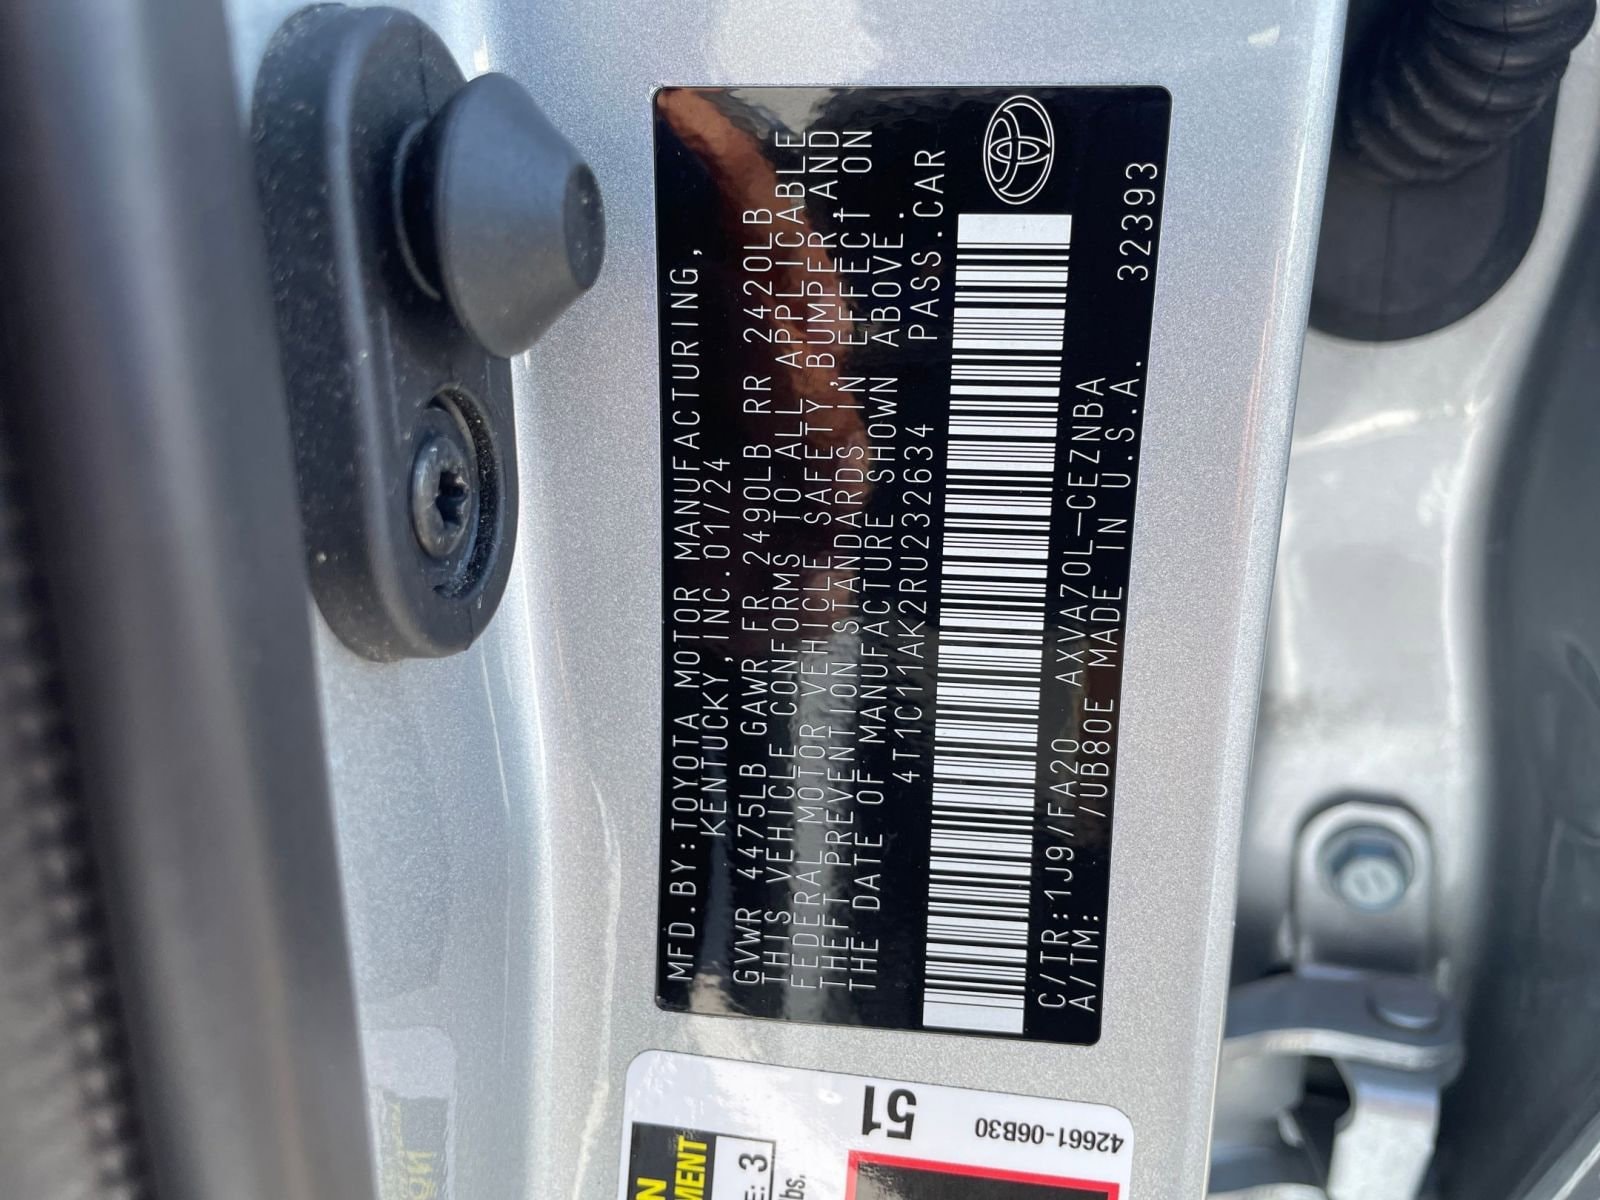 MFD.BY:TOYOTA MOTOR MANUFACTURING,
KENTUCKY,INC.01/24
GVWR 4475LB GAWR FR 2490LB RR 2420LB
THIS VEHICLE CONFORMS TO ALL APPLICABLE
FEDERAL MOTOR VEHICLE SAFETY,BUMPER,AND
THEFT PREVENTION STANDARDS IN EFFECT ON
THE DATE OF MANUFACTURE SHOWN ABOVE.
4T1C11AK2RU232634 PASS.CAR
C/TR:1J9/FA20 AXVA70L-CEZNBA
A/TM: /UB80E MADE IN U.S.A. 32393
51
42661-06B30
3